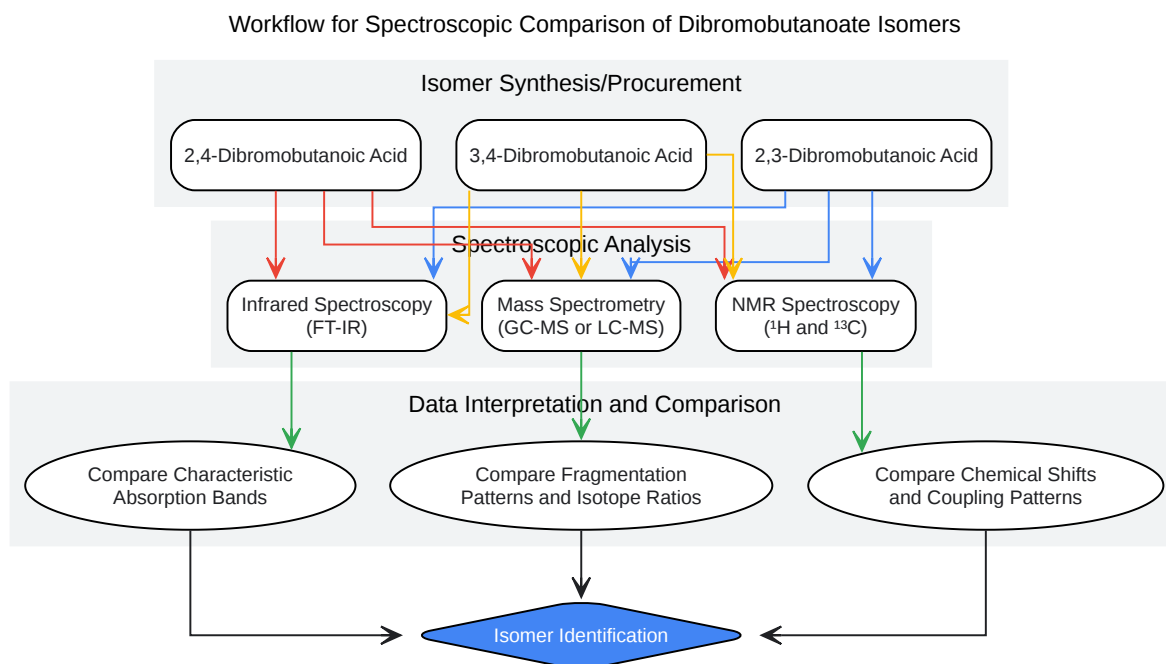 Workflow for Spectroscopic Comparison of Dibromobutanoate Isomers
Isomer Synthesis/Procurement
2,4-Dibromobutanoic Acid
3,4-Dibromobutanoic Acid
2,3-Dibromobutanoic Acid
Spectroscopic Analysis
Infrared Spectroscopy
(FT-IR)
Mass Spectrometry
(GC-MS or LC-MS)
NMR Spectroscopy
(¹H and ¹³C)
Data Interpretation and Comparison
Compare Characteristic
Absorption Bands
Compare Fragmentation
Patterns and Isotope Ratios
Compare Chemical Shifts
and Coupling Patterns
Isomer Identification